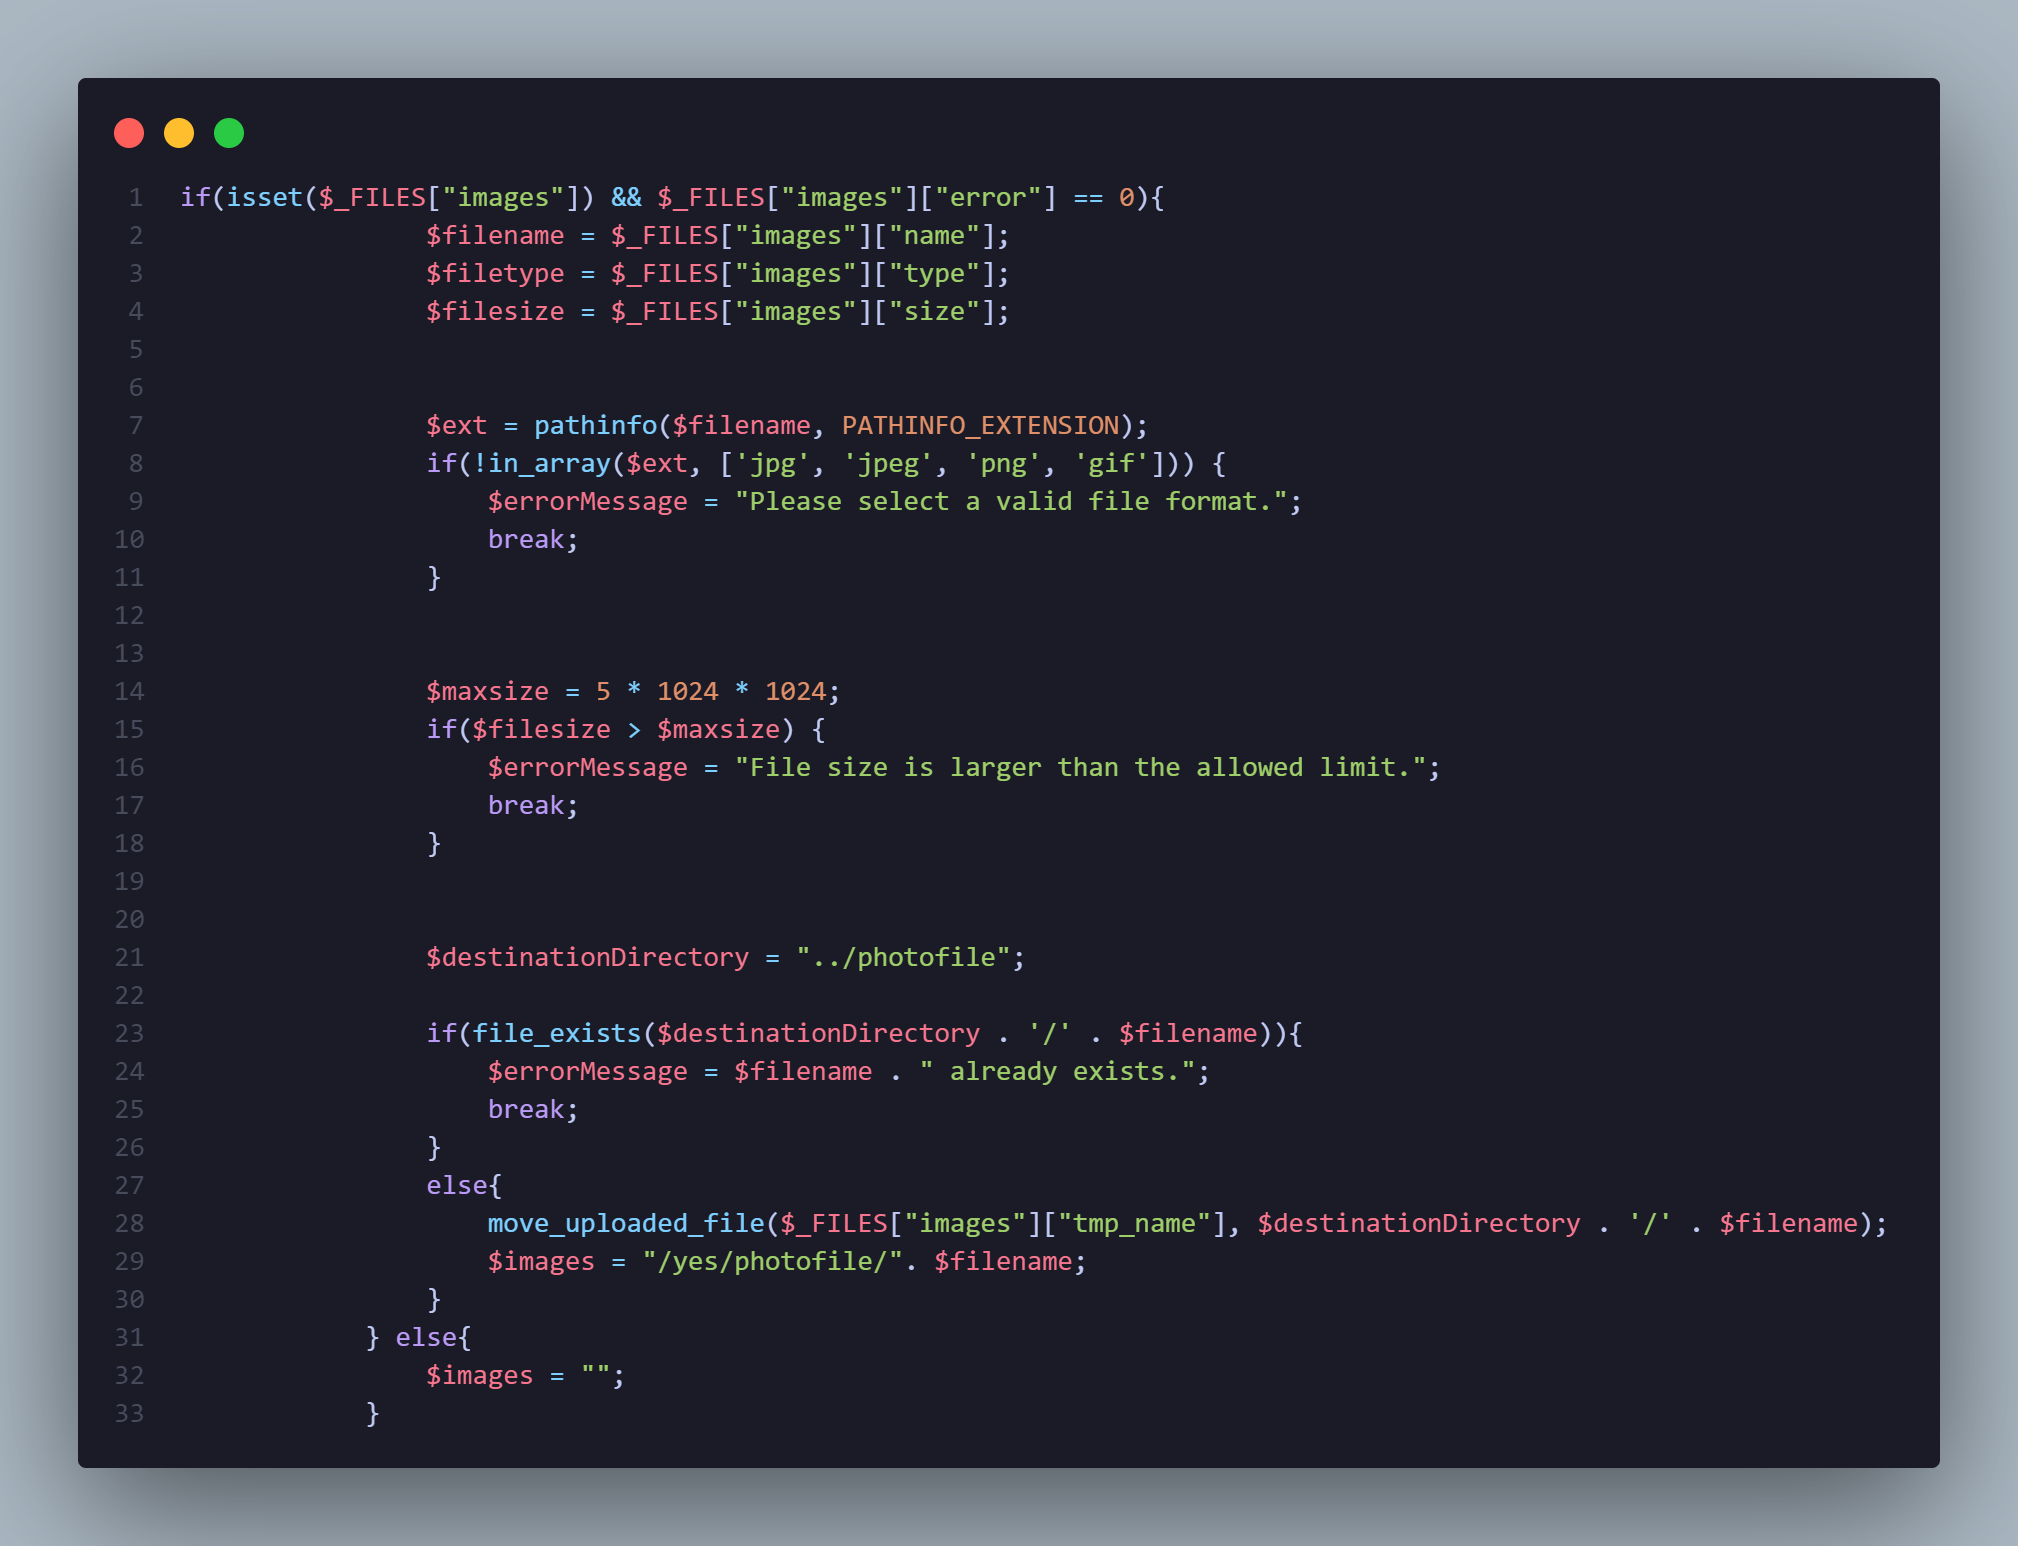 1 if(isset($_FILES["images"]) && $_FILES["images"]["error"] == 0){
2 $filename = $_FILES["images"]["name"];
3 $filetype = $_FILES["images"]["type"];
4 $filesize = $_FILES["images"]["size"];
5
6
7 $ext = pathinfo($filename, PATHINFO_EXTENSION);
8 if(!in_array($ext, ['jpg', 'jpeg', 'png', 'gif'])) {
9 $errorMessage = "Please select a valid file format.";
10 break;
11 }
12
13
14 $maxsize = 5 * 1024 * 1024;
15 if($filesize > $maxsize) {
16 $errorMessage = "File size is larger than the allowed limit.";
17 break;
18 }
19
20
21 $destinationDirectory = "../photofile";
22
23 if(file_exists($destinationDirectory . '/' . $filename)){
24 $errorMessage = $filename . " already exists.";
25 break;
26 }
27 else{
28 move_uploaded_file($_FILES["images"]["tmp_name"], $destinationDirectory . '/' . $filename);
29 $images = "/yes/photofile/". $filename;
30 }
31 } else{
32 $images = "";
33 }